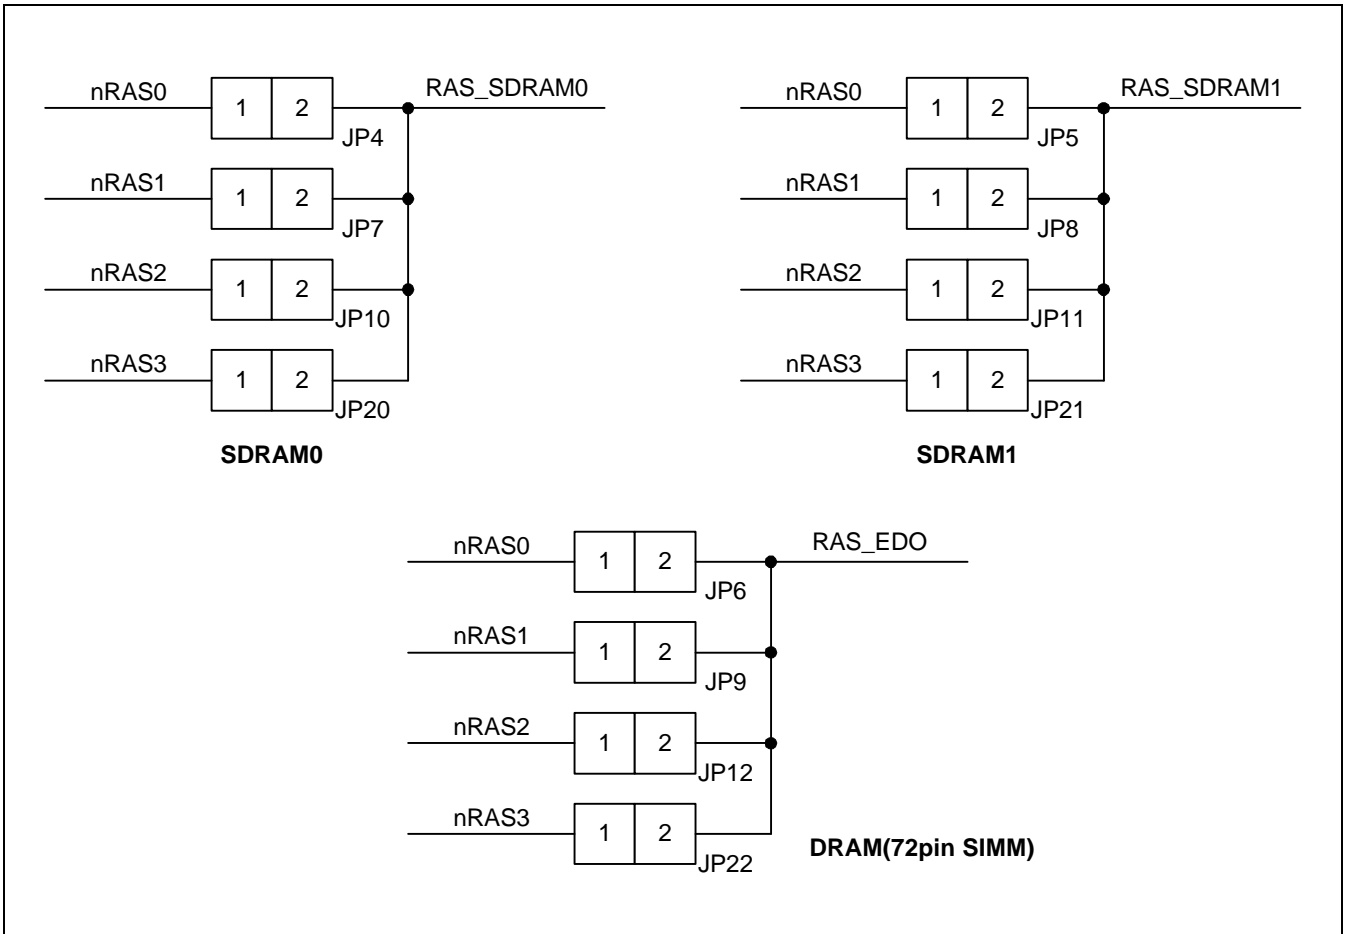 nRAS0 1 2 JP4 RAS_SDRAM0
nRAS1 1 2 JP7
nRAS2 1 2 JP10
nRAS3 1 2 JP20
SDRAM0
nRAS0 1 2 JP5 RAS_SDRAM1
nRAS1 1 2 JP8
nRAS2 1 2 JP11
nRAS3 1 2 JP21
SDRAM1
nRAS0 1 2 JP6 RAS_EDO
nRAS1 1 2 JP9
nRAS2 1 2 JP12
nRAS3 1 2 JP22
DRAM(72pin SIMM)